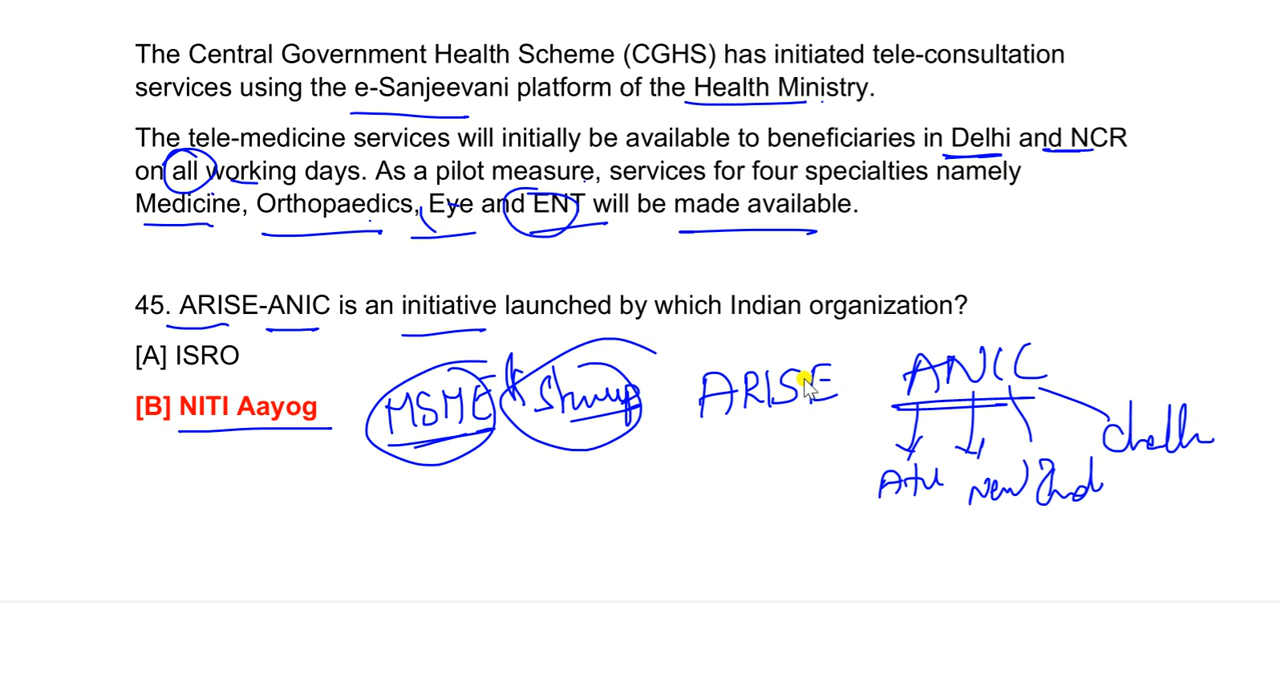 The Central Government Health Scheme (CGHS) has initiated tele-consultation
services using the e-Sanjeevani platform of the Health Ministry.
The tele-medicine services will initially be available to beneficiaries in Delhi and NCR
on all working days. As a pilot measure, services for four specialties namely
Medicine, Orthopaedics, Eye and ENT will be made available.
45. ARISE-ANIC is an initiative launched by which Indian organization?
[A] ISRO
[B] NITI Aayog
MSME ARISE ANIC
New